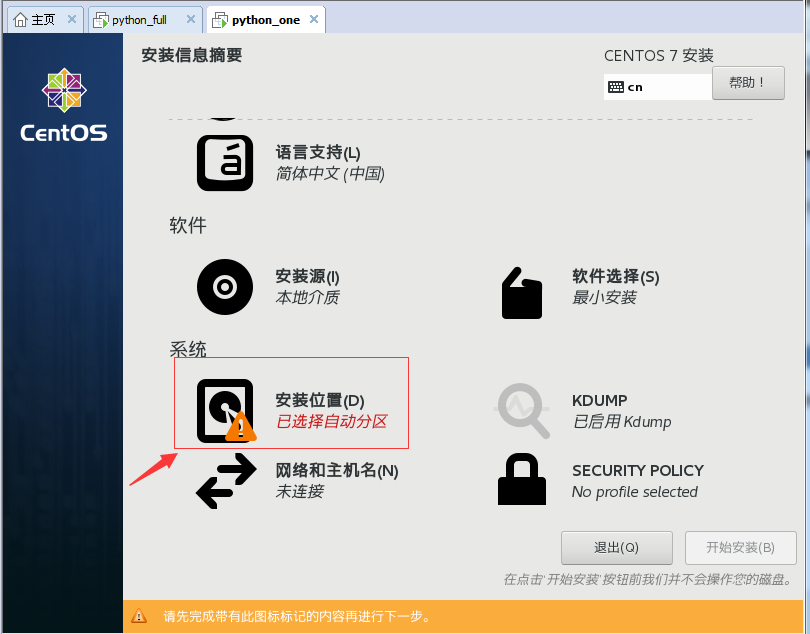 主页
python_full
python_one
安装信息摘要
CENTOS 7 安装
cn
帮助！
CentOS
á
语言支持(L)
简体中文 (中国)
软件
安装源(I)
本地介质
软件选择(S)
最小安装
系统
安装位置(D)
已选择自动分区
KDUMP
已启用 Kdump
网络和主机名(N)
未连接
SECURITY POLICY
No profile selected
退出(Q)
开始安装(B)
在点击‘开始安装’按钮前我们并不会操作您的磁盘。
请先完成带有此图标标记的内容再进行下一步。